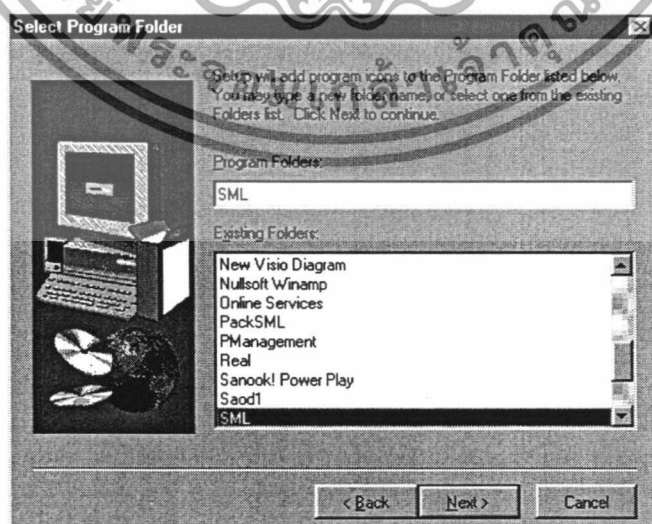 Select Program Folder
Setup will add program icons to the Program Folder listed below.
You may type a new folder name, or select one from the existing
Folders list. Click Next to continue.
Program Folders:
SML
Existing Folders:
New Visio Diagram
Nullsoft Winamp
Online Services
PackSML
PManagement
Real
Sanook! Power Play
Saod1
SML
< Back
Next >
Cancel